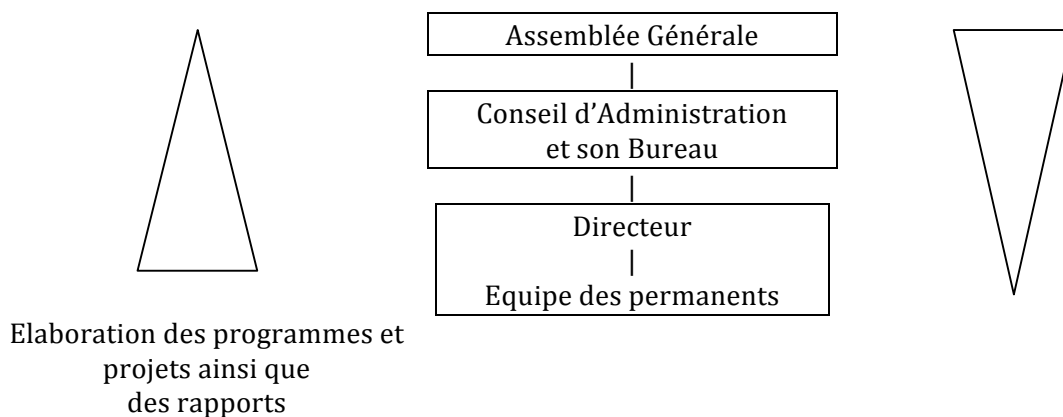 Assemblée Générale
Conseil d'Administration
et son Bureau
Directeur
Equipe des permanents
Elaboration des programmes et
projets ainsi que
des rapports